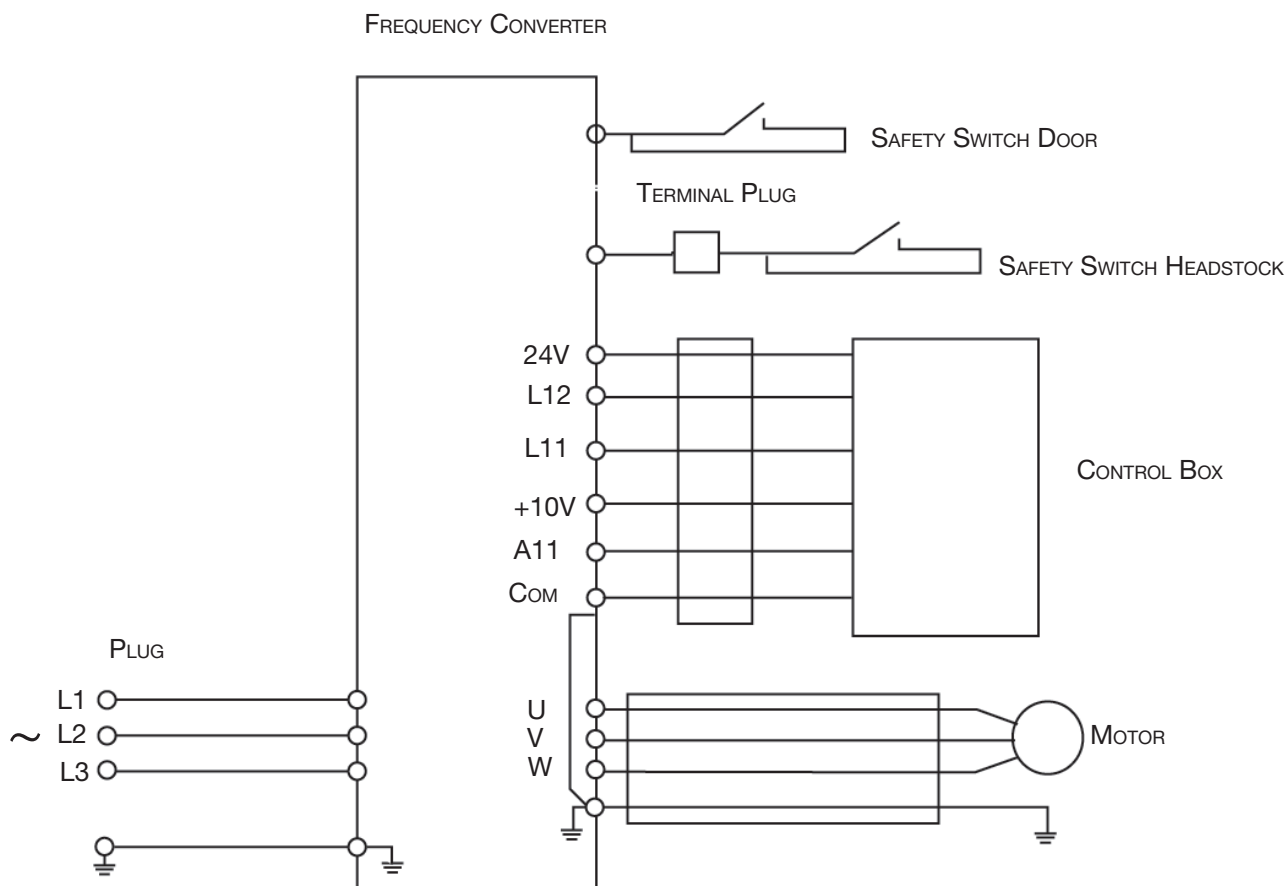 Frequency Converter
Safety Switch Door
Terminal Plug
Safety Switch Headstock
24V
L12
L11
Control Box
+10V
A11
Com
Plug
L1
U
~ L2
V
Motor
L3
W